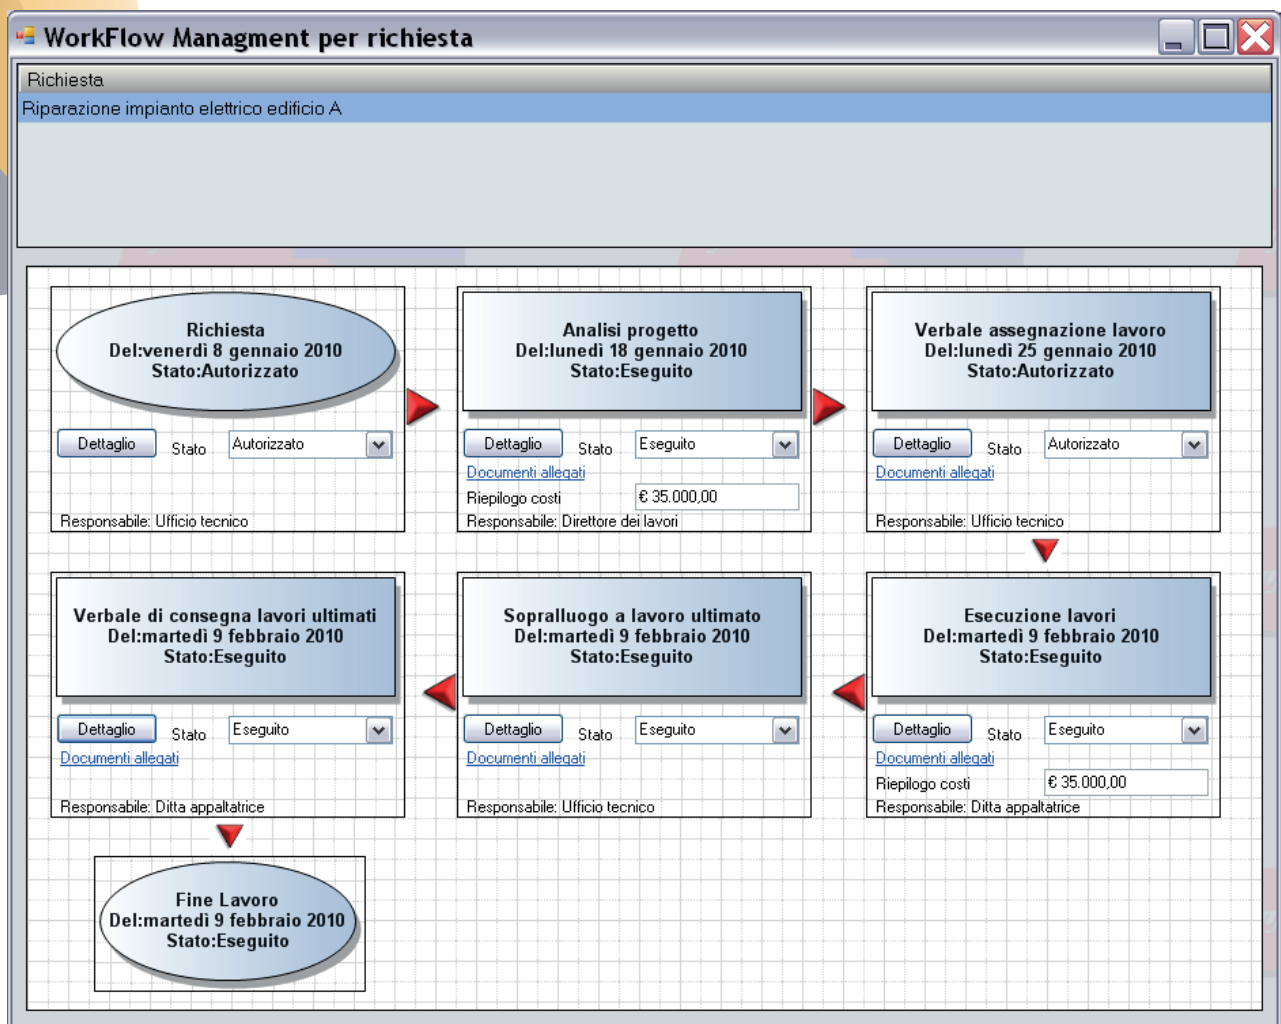 WorkFlow Managment per richiesta
Richiesta
Riparazione impianto elettrico edificio A
Richiesta
Del:venerdì 8 gennaio 2010
Stato:Autorizzato
Dettaglio Stato Autorizzato
Responsabile: Ufficio tecnico
Analisi progetto
Del:lunedì 18 gennaio 2010
Stato:Eseguito
Dettaglio Stato Eseguito
Documenti allegati
Riepilogo costi € 35.000,00
Responsabile: Direttore dei lavori
Verbale assegnazione lavoro
Del:lunedì 25 gennaio 2010
Stato:Autorizzato
Dettaglio Stato Autorizzato
Documenti allegati
Responsabile: Ufficio tecnico
Esecuzione lavori
Del:martedì 9 febbraio 2010
Stato:Eseguito
Dettaglio Stato Eseguito
Documenti allegati
Riepilogo costi € 35.000,00
Responsabile: Ditta appaltatrice
Sopralluogo a lavoro ultimato
Del:martedì 9 febbraio 2010
Stato:Eseguito
Dettaglio Stato Eseguito
Documenti allegati
Responsabile: Ufficio tecnico
Verbale di consegna lavori ultimati
Del:martedì 9 febbraio 2010
Stato:Eseguito
Dettaglio Stato Eseguito
Documenti allegati
Responsabile: Ditta appaltatrice
Fine Lavoro
Del:martedì 9 febbraio 2010
Stato:Eseguito